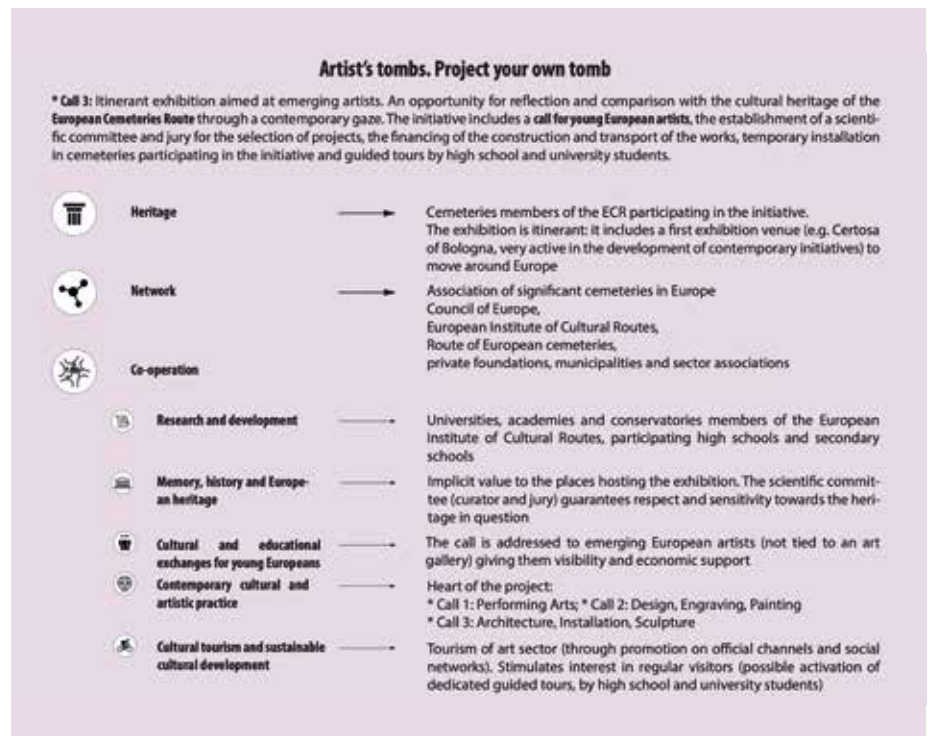 Artist's tombs. Project your own tomb
* Call 3: Itinerant exhibition aimed at emerging artists. An opportunity for reflection and comparison with the cultural heritage of the
European Cemeteries Route through a contemporary gaze. The initiative includes a call for young European artists, the establishment of a scienti-
fic committee and jury for the selection of projects, the financing of the construction and transport of the works, temporary installation
in cemeteries participating in the initiative and guided tours by high school and university students.
Heritage
Cemeteries members of the ECR participating in the initiative.
The exhibition is itinerant: it includes a first exhibition venue (e.g. Certosa
of Bologna, very active in the development of contemporary initiatives) to
move around Europe
Network
Association of significant cemeteries in Europe
Council of Europe,
European Institute of Cultural Routes,
Route of European cemeteries,
private foundations, municipalities and sector associations
Co-operation
Research and development
Universities, academies and conservatories members of the European
Institute of Cultural Routes, participating high schools and secondary
schools
Memory, history and Europe-
an heritage
Implicit value to the places hosting the exhibition. The scientific commit-
tee (curator and jury) guarantees respect and sensitivity towards the heri-
tage in question
Cultural and educational
exchanges for young Europeans
The call is addressed to emerging European artists (not tied to an art
gallery) giving them visibility and economic support
Contemporary cultural and
artistic practice
Heart of the project:
* Call 1: Performing Arts; * Call 2: Design, Engraving, Painting
* Call 3: Architecture, Installation, Sculpture
Cultural tourism and sustainable
cultural development
Tourism of art sector (through promotion on official channels and social
networks). Stimulates interest in regular visitors (possible activation of
dedicated guided tours, by high school and university students)